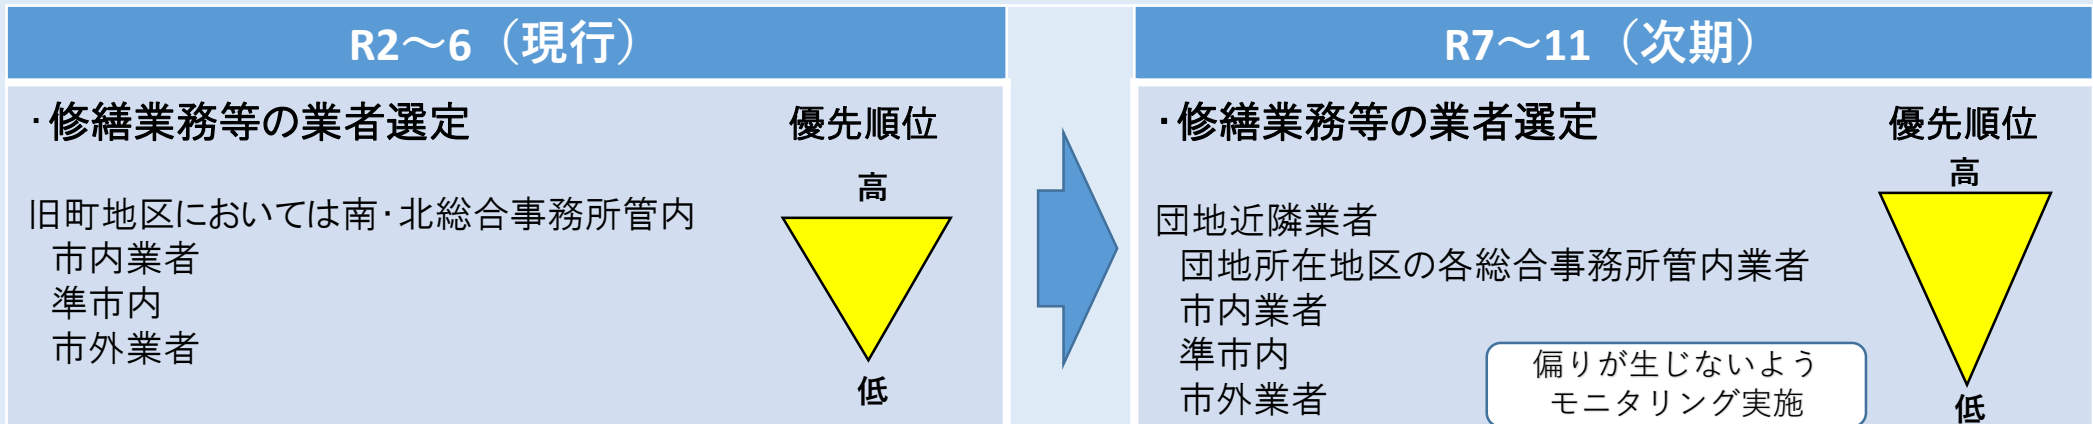 R2～6（現行）
・修繕業務等の業者選定
優先順位
高
旧町地区においては南・北総合事務所管内
市内業者
準市内
市外業者
低
R7～11（次期）
・修繕業務等の業者選定
優先順位
高
団地近隣業者
団地所在地区の各総合事務所管内業者
市内業者
準市内
市外業者
偏りが生じないよう
モニタリング実施
低